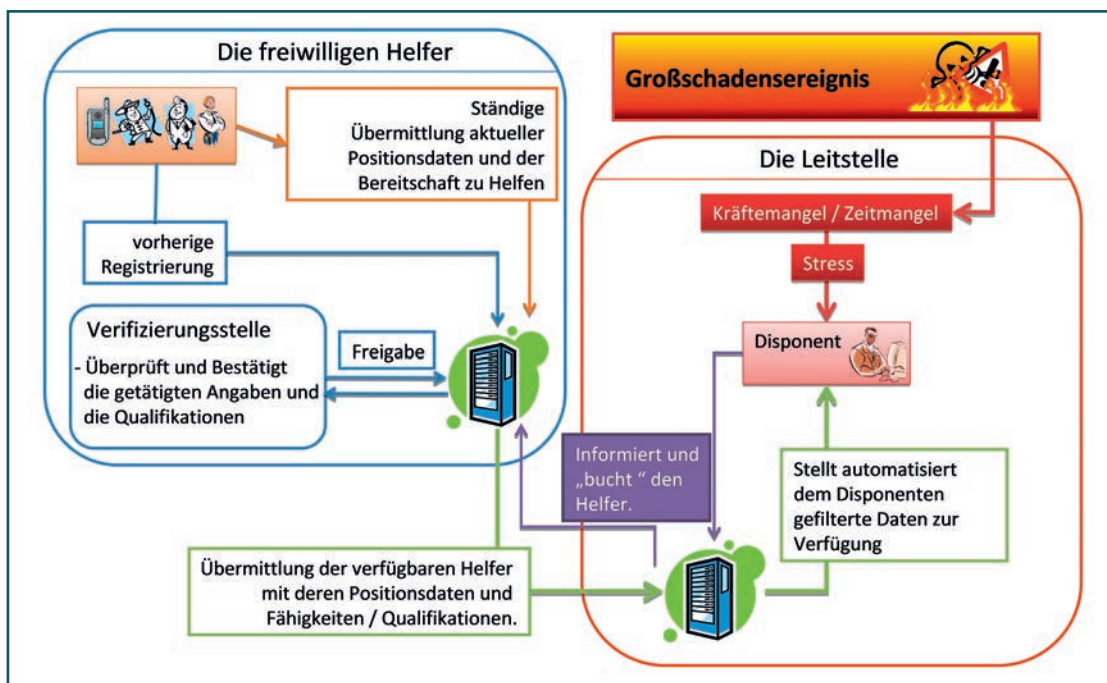 Die freiwilligen Helfer
Ständige
Übermittlung aktueller
Positionsdaten und der
Bereitschaft zu Helfen
vorherige
Registrierung
Verifizierungsstelle
- Überprüft und Bestätigt
die getätigten Angaben und
die Qualifikationen
Freigabe
Großschadensereignis
Die Leitstelle
Kräftemangel / Zeitmangel
Stress
Disponent
Informiert und
„bucht “ den
Helfer.
Stellt automatisiert
dem Disponenten
gefilterte Daten zur
Verfügung
Übermittlung der verfügbaren Helfer
mit deren Positionsdaten und
Fähigkeiten / Qualifikationen.